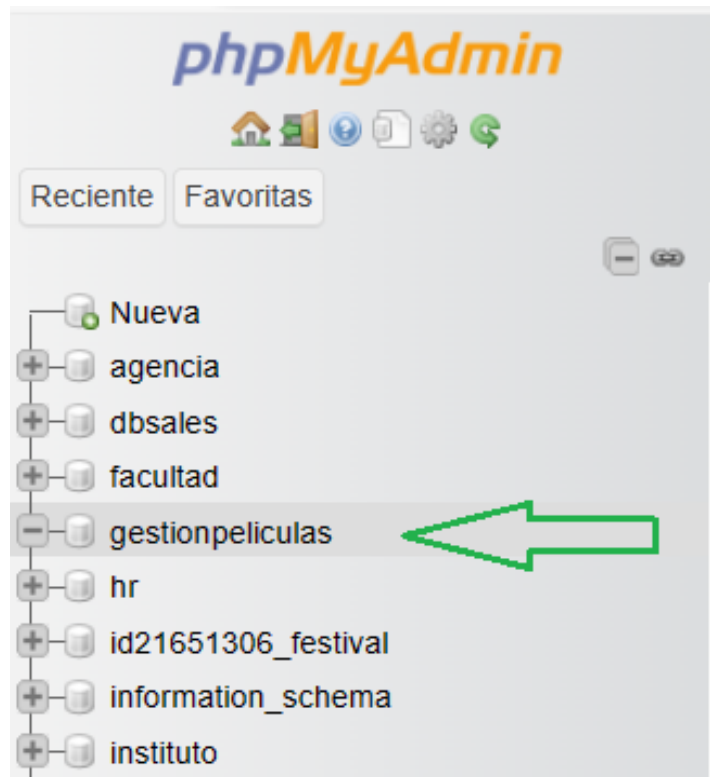 phpMyAdmin
Reciente Favoritas
Nueva
agencia
dbsales
facultad
gestionpeliculas
hr
id21651306_festival
information_schema
instituto